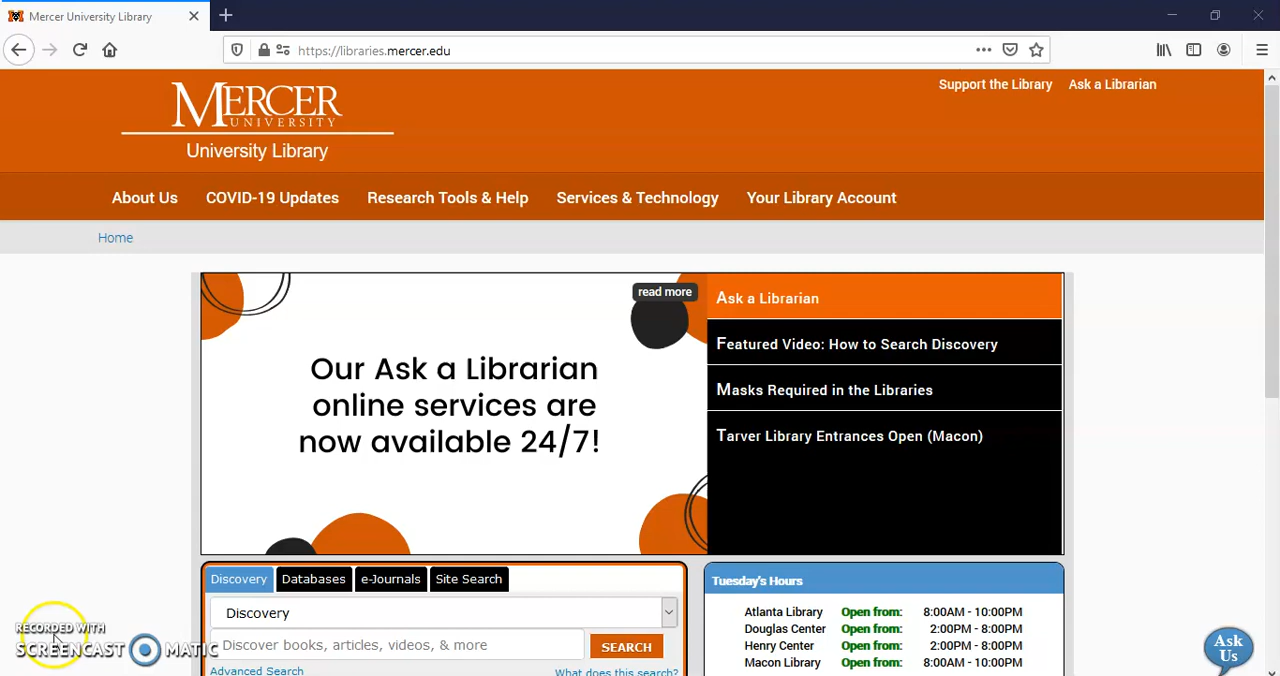 Mercer University Library
https://libraries.mercer.edu
Support the Library Ask a Librarian
MERCER
UNIVERSITY
University Library
About Us COVID-19 Updates Research Tools & Help Services & Technology Your Library Account
Home
read more
Our Ask a Librarian
online services are
now available 24/7!
Ask a Librarian
Featured Video: How to Search Discovery
Masks Required in the Libraries
Tarver Library Entrances Open (Macon)
Discovery Databases e-Journals Site Search
Discovery
Discover books, articles, videos, & more SEARCH
Advanced Search What does this search?
Tuesday's Hours
Atlanta Library Open from: 8:00AM - 10:00PM
Douglas Center Open from: 2:00PM - 8:00PM
Henry Center Open from: 2:00PM - 8:00PM
Macon Library Open from: 8:00AM - 10:00PM
RECORDED WITH
SCREENCAST MATIC
Ask
Us